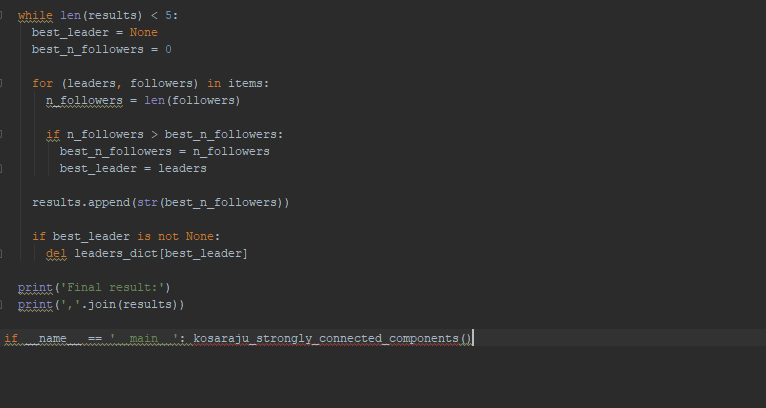 while len(results) < 5:
best_leader = None
best_n_followers = 0
for (leaders, followers) in items:
n_followers = len(followers)
if n_followers > best_n_followers:
best_n_followers = n_followers
best_leader = leaders
results.append(str(best_n_followers))
if best_leader is not None:
del leaders_dict[best_leader]
print('Final result:')
print(','.join(results))
if __name__ == '__main__': kosaraju_strongly_connected_components()